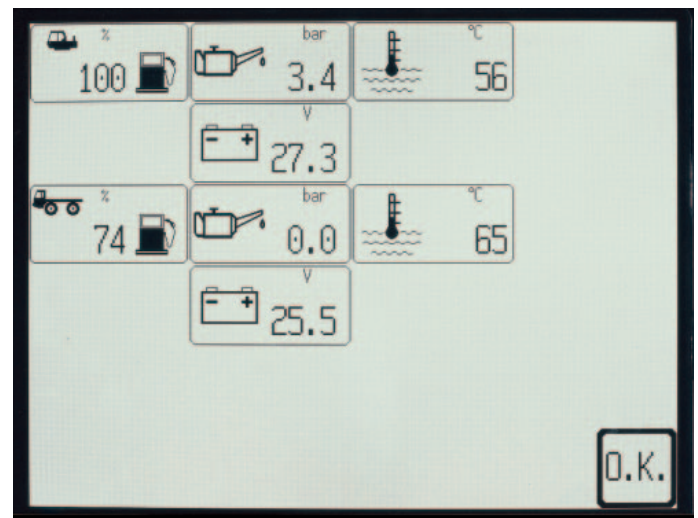 % bar °C
100 3.4 56
- + V
27.3
% bar °C
74 0.0 65
- + V
25.5
O.K.